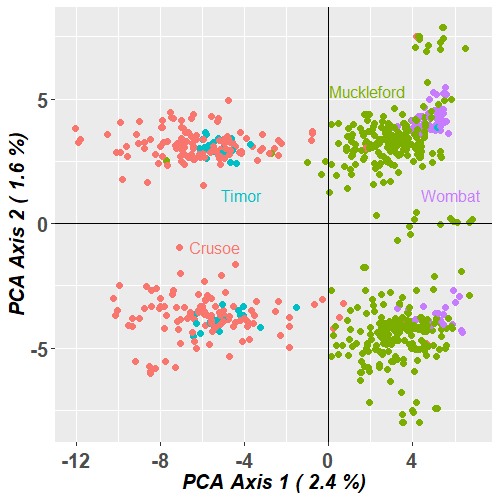 Muckleford
5
Timor
Wombat
0
Crusoe
-5
-12
-8
-4
0
4
PCA Axis 1 ( 2.4 %)
PCA Axis 2 ( 1.6 %)